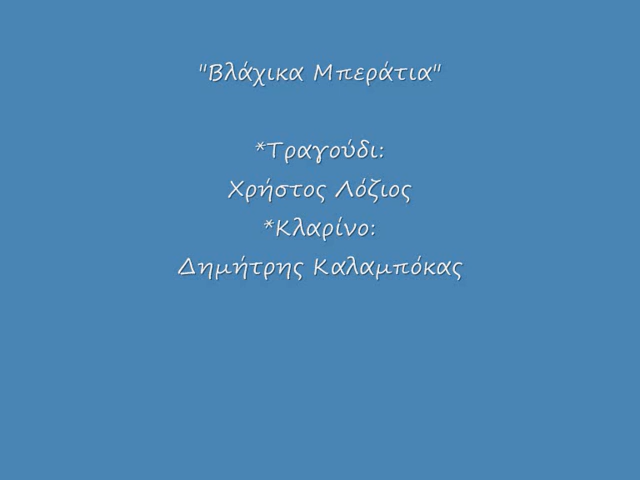 "Βλάχικα Μπεράτια"
*Τραγούδι:
Χρήστος Λόζιος
*Κλαρίνο:
Δημήτρης Καλαμπόκας